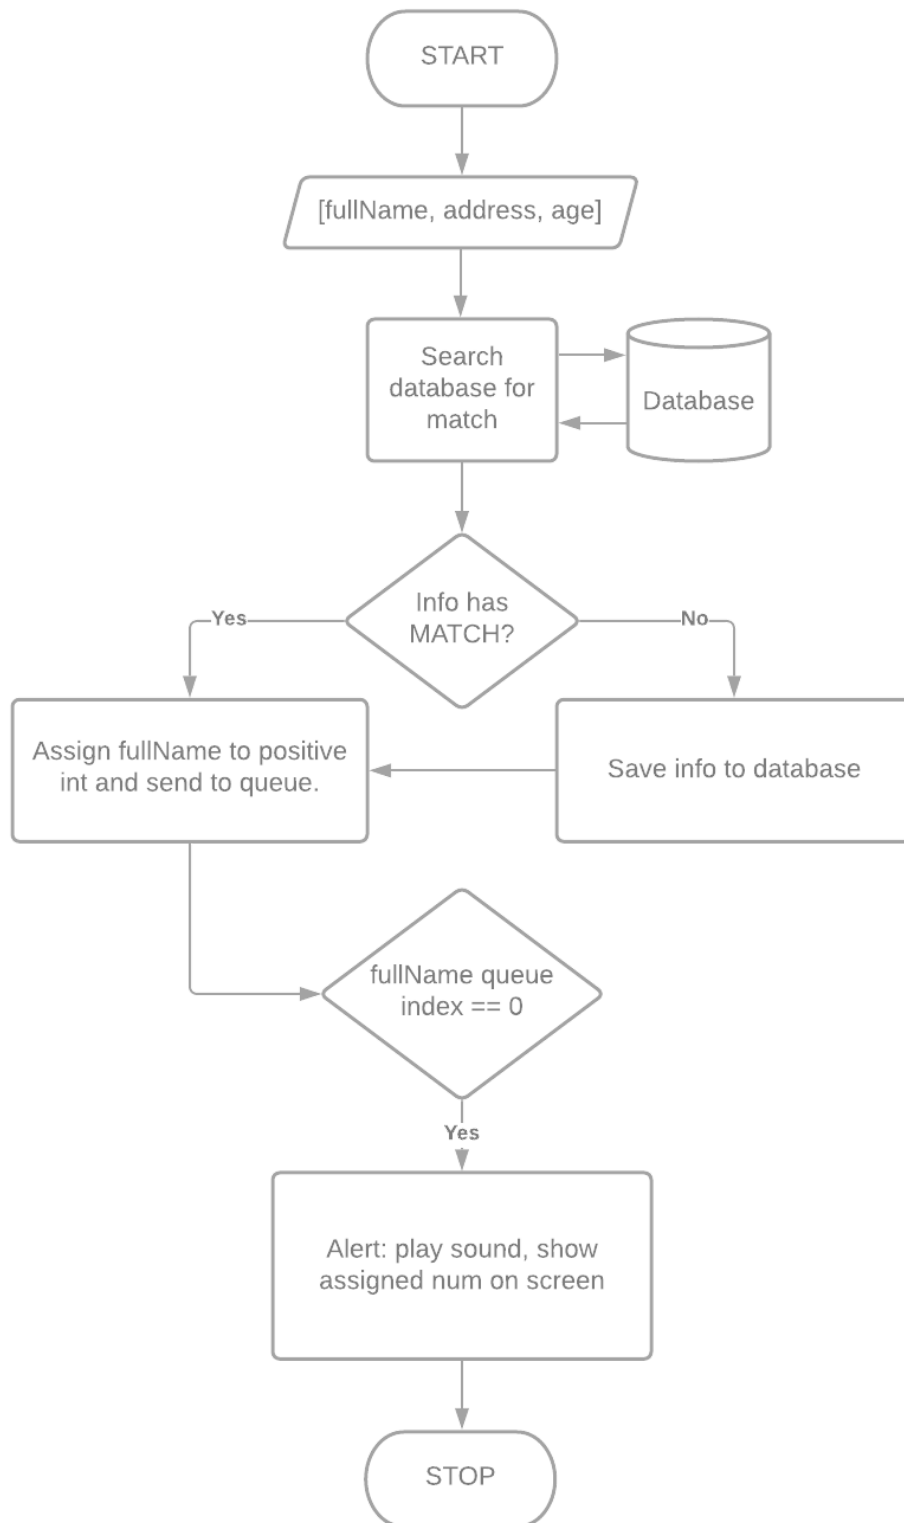 START
[fullName, address, age]
Search
database for
match
Database
Info has
MATCH?
Yes
No
Assign fullName to positive
int and send to queue.
Save info to database
fullName queue
index == 0
Yes
Alert: play sound, show
assigned num on screen
STOP